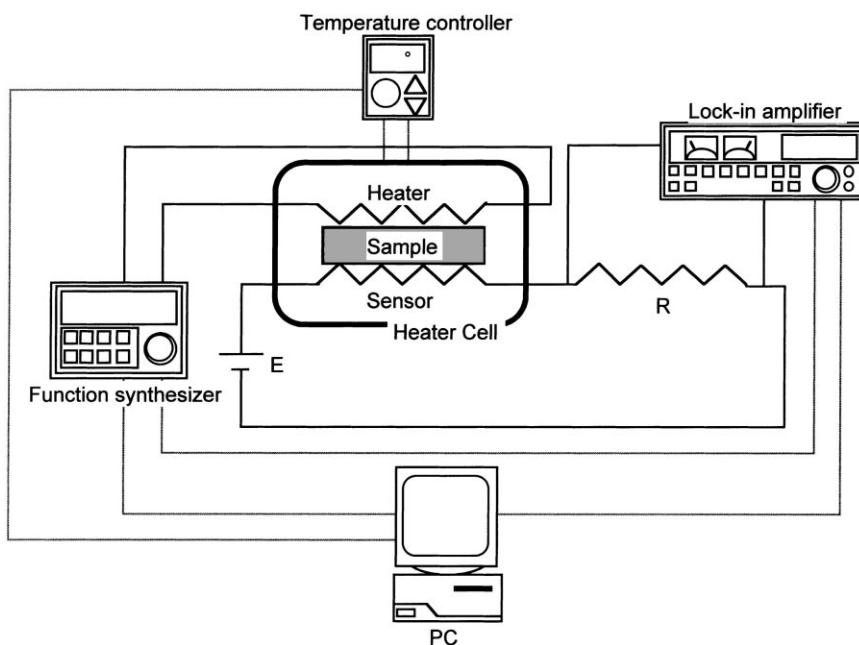 Temperature controller
Lock-in amplifier
Heater
Sample
Sensor
R
Heater Cell
E
Function synthesizer
PC